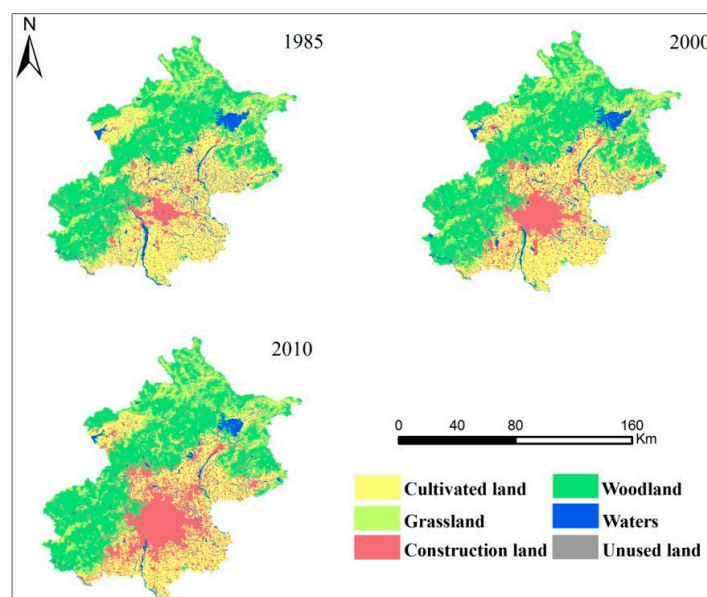 N
1985
2000
2010
0 40 80 160
Km
Cultivated land
Woodland
Grassland
Waters
Construction land
Unused land